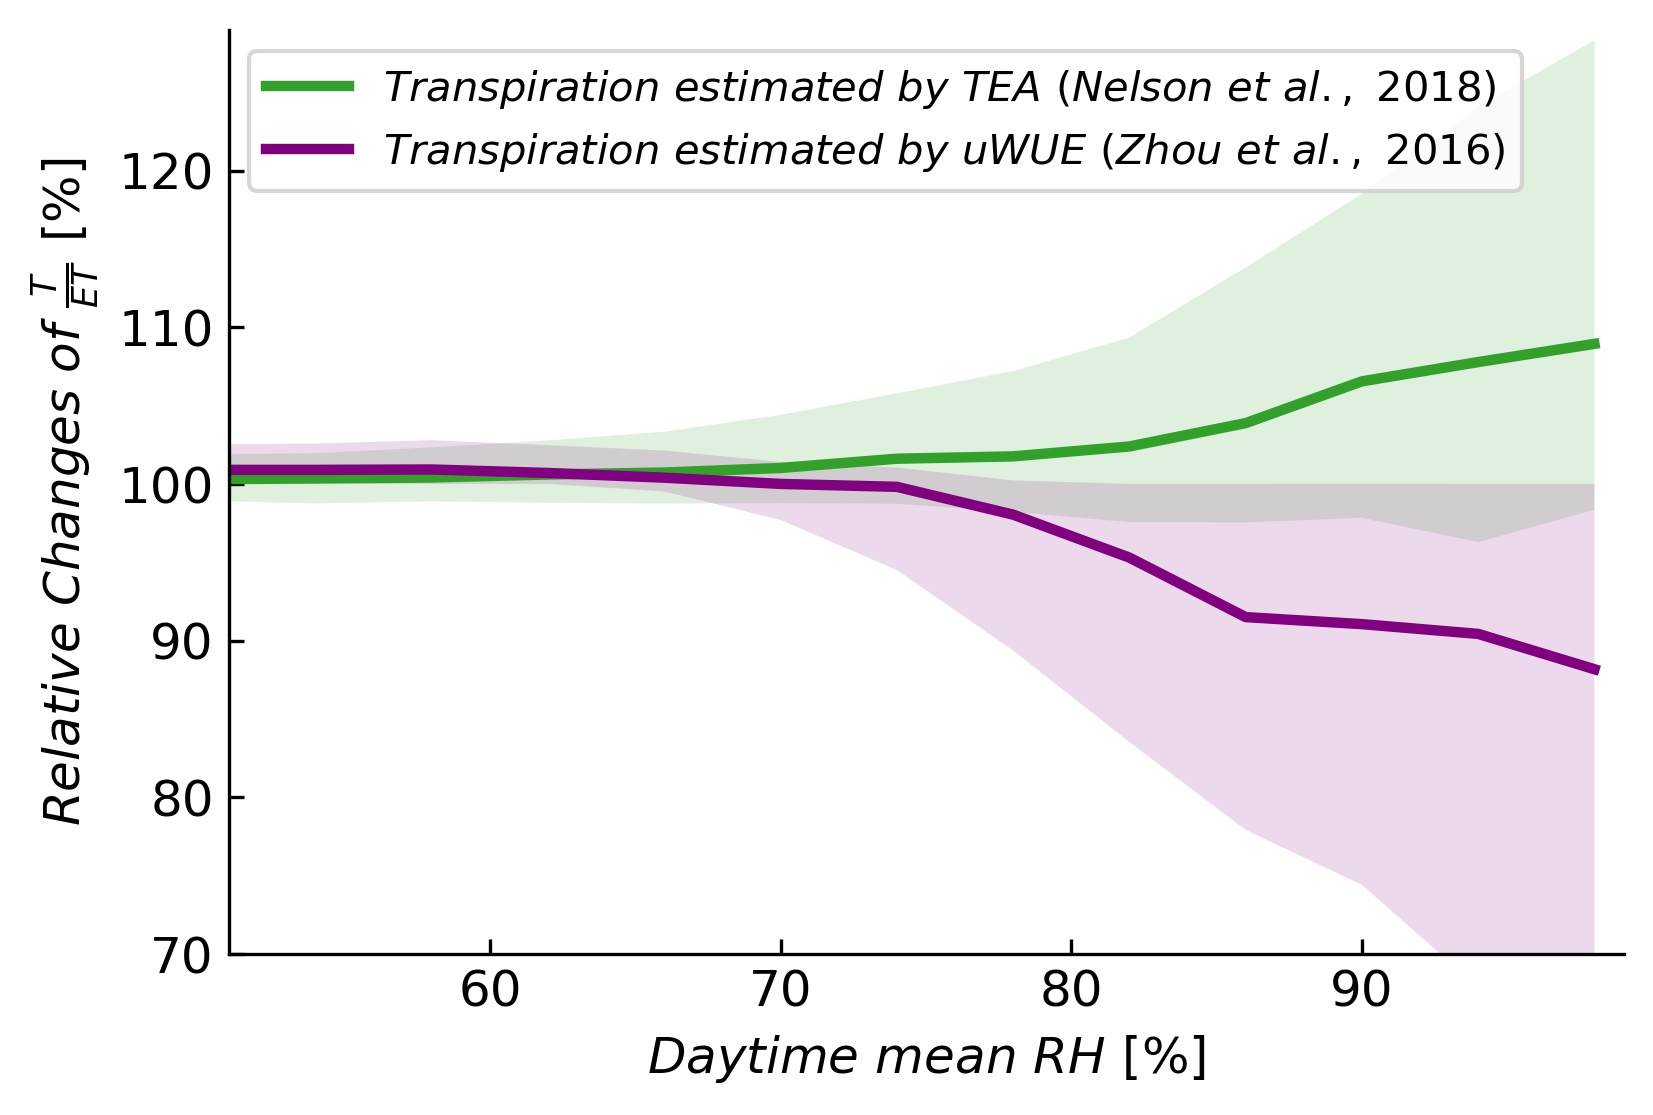 Transpiration estimated by TEA (Nelson et al., 2018)
Transpiration estimated by uWUE (Zhou et al., 2016)
Relative Changes of T/ET [%]
120
110
100
90
80
70
60 70 80 90
Daytime mean RH [%]